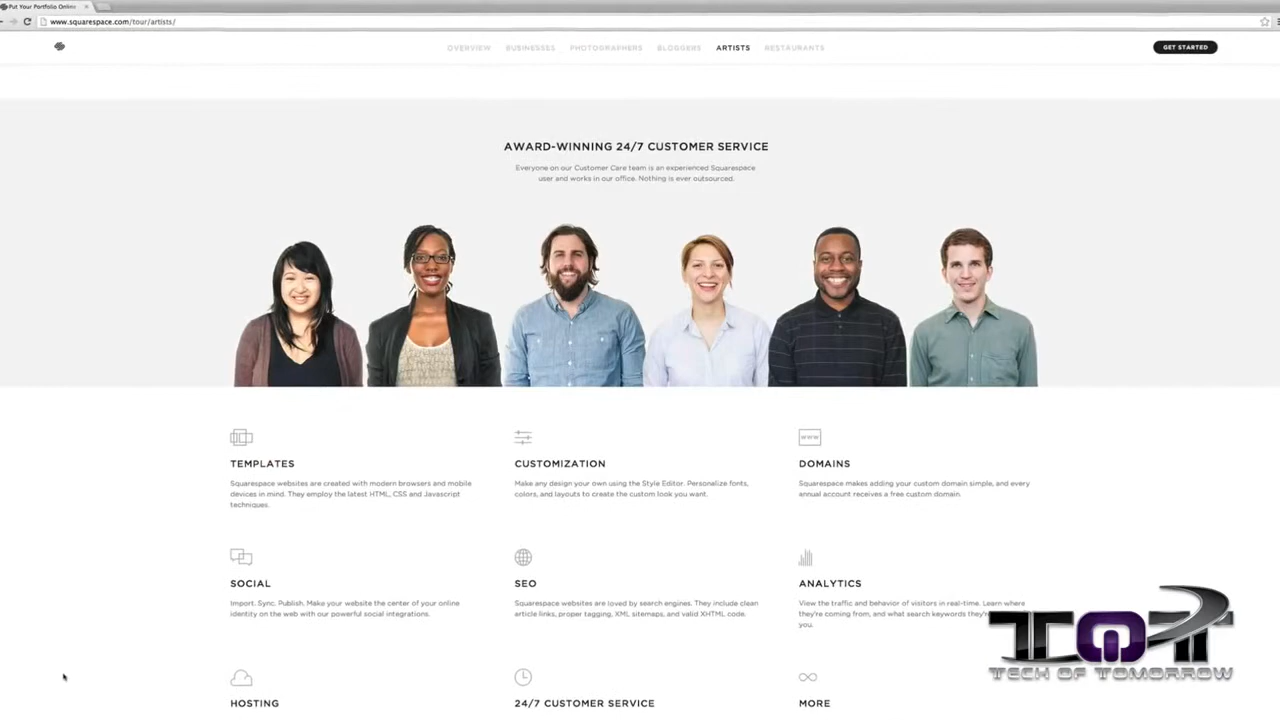 Put Your Portfolio Online
www.squarespace.com/tour/artists/
OVERVIEW BUSINESSES PHOTOGRAPHERS BLOGGERS ARTISTS RESTAURANTS
GET STARTED
AWARD-WINNING 24/7 CUSTOMER SERVICE
Everyone on our Customer Care team is an experienced Squarespace
user and works in our office. Nothing is ever outsourced.
TEMPLATES
Squarespace websites are created with modern browsers and mobile
devices in mind. They employ the latest HTML, CSS and Javascript
techniques.
CUSTOMIZATION
Make any design your own using the Style Editor. Personalize fonts,
colors, and layouts to create the custom look you want.
WWW
DOMAINS
Squarespace makes adding your custom domain simple, and every
annual account receives a free custom domain.
SOCIAL
Import. Sync. Publish. Make your website the center of your online
identity on the web with our powerful social integrations.
SEO
Squarespace websites are loved by search engines. They include clean
article links, proper tagging, XML sitemaps, and valid XHTML code.
ANALYTICS
View the traffic and behavior of visitors in real-time. Learn where
they're coming from, and what search keywords they're
you.
HOSTING
24/7 CUSTOMER SERVICE
MORE
TOT
TECH OF TOMORROW